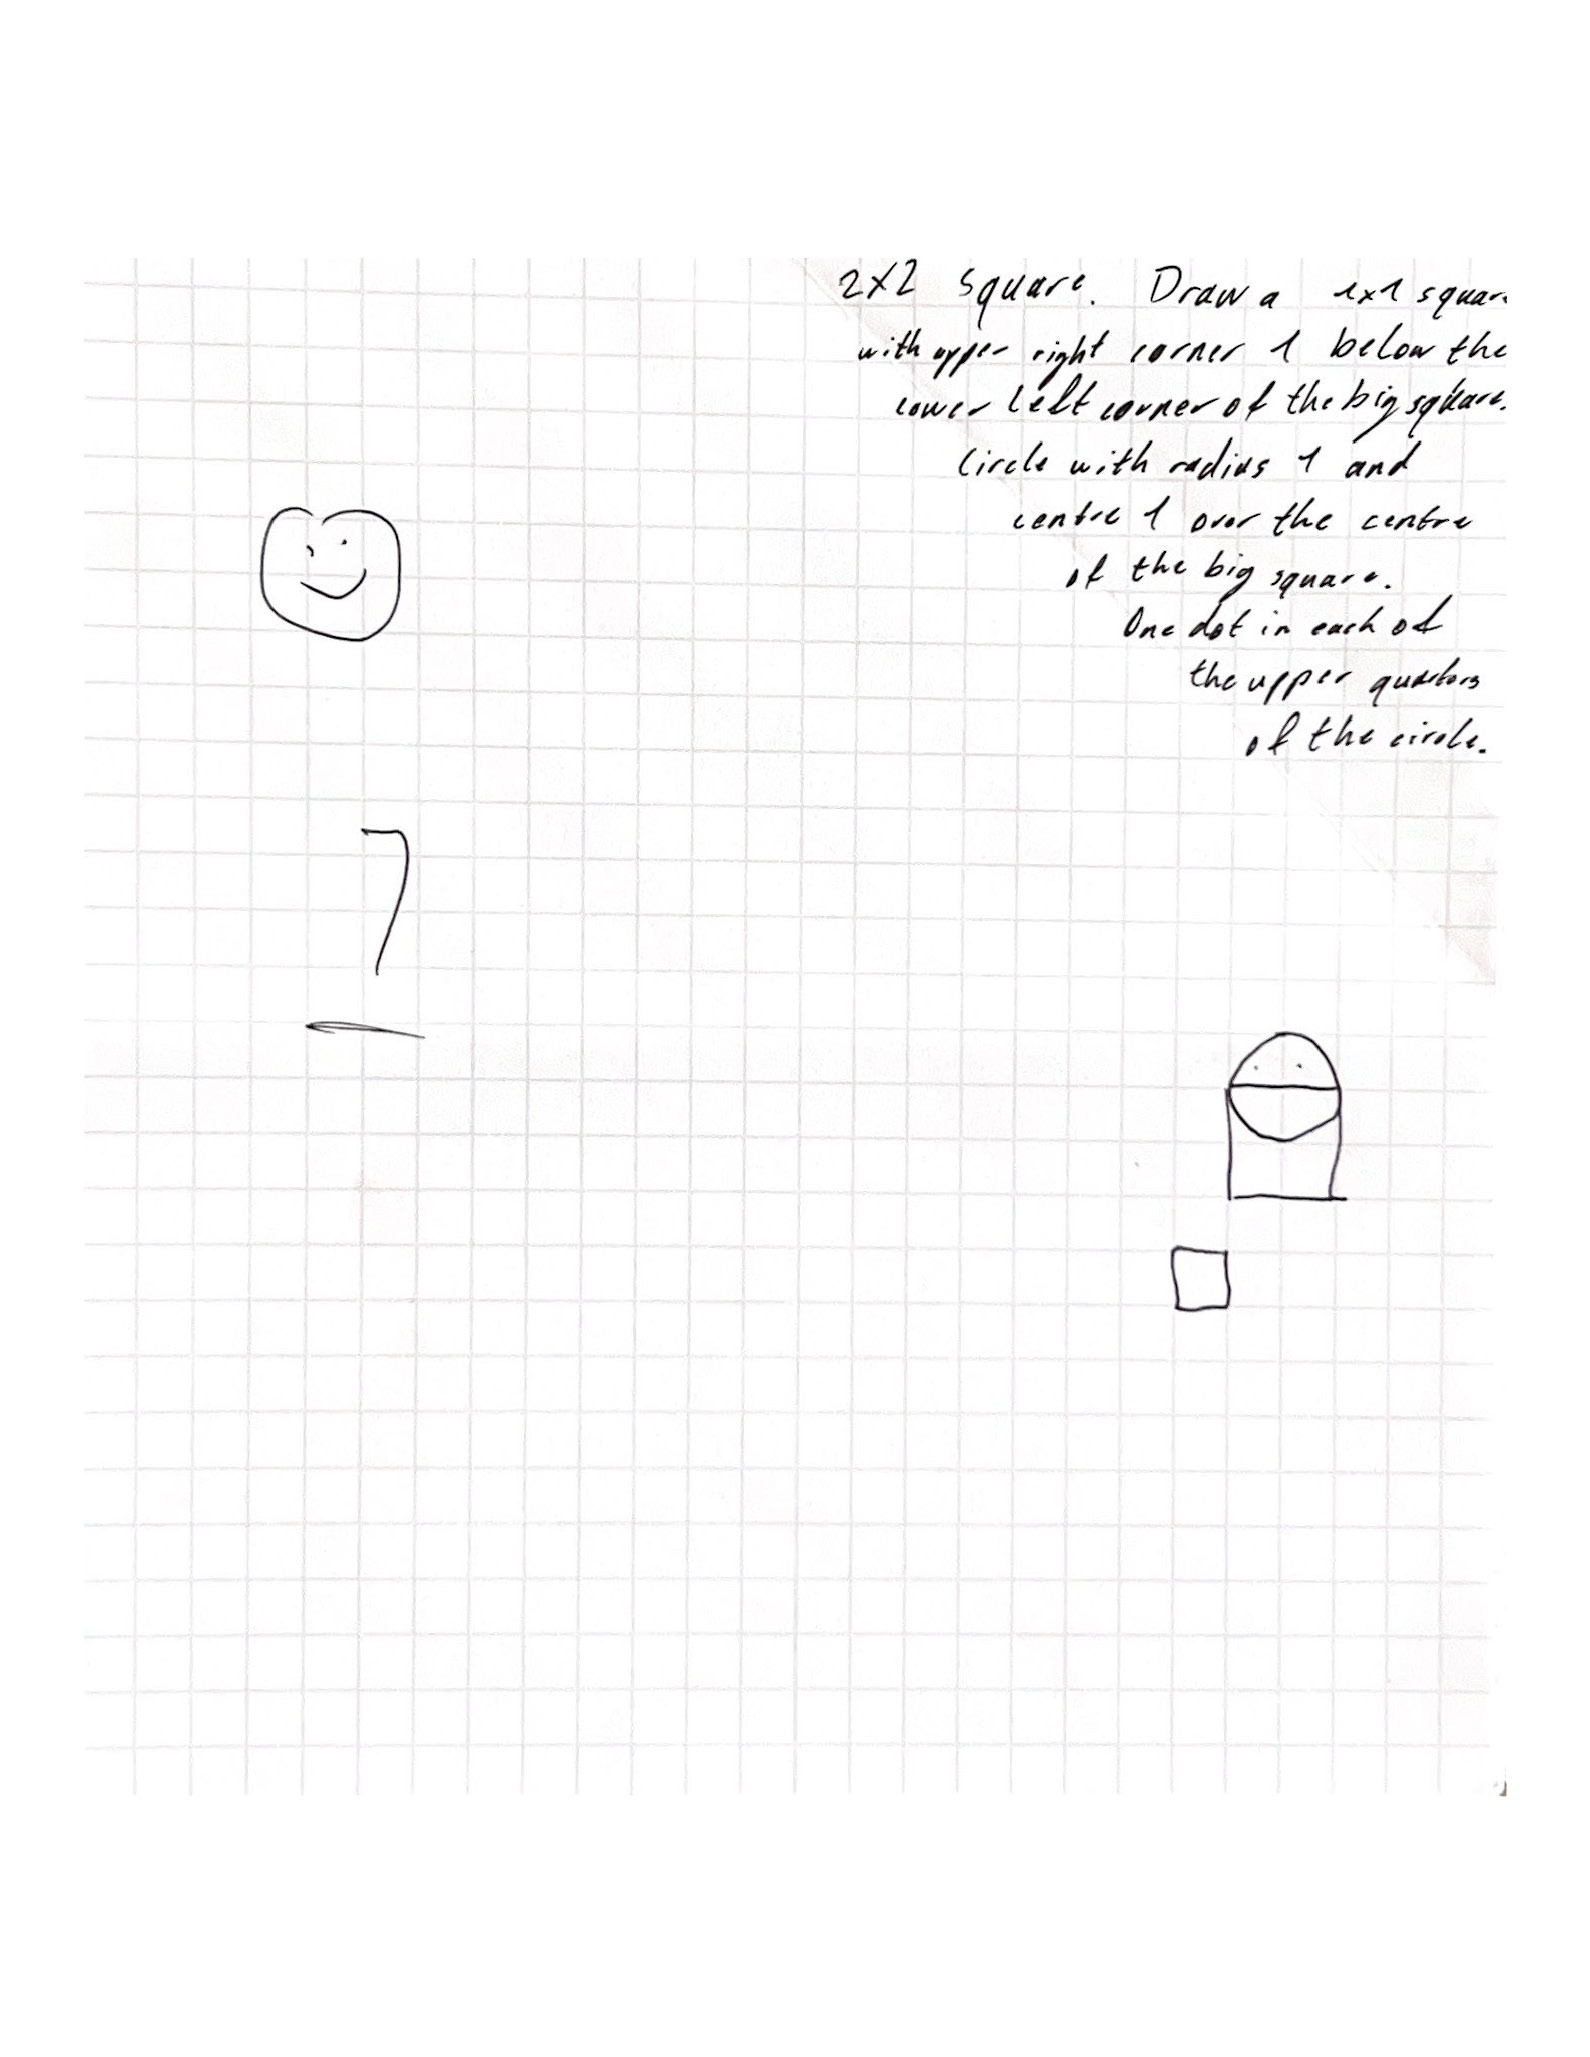 2x2 square. Draw a 1x1 square
with upper right corner 1 below the
lower left corner of the big square.
Circle with radius 1 and
centre 1 over the centre
of the big square.
One dot in each of
the upper quarters
of the circle.